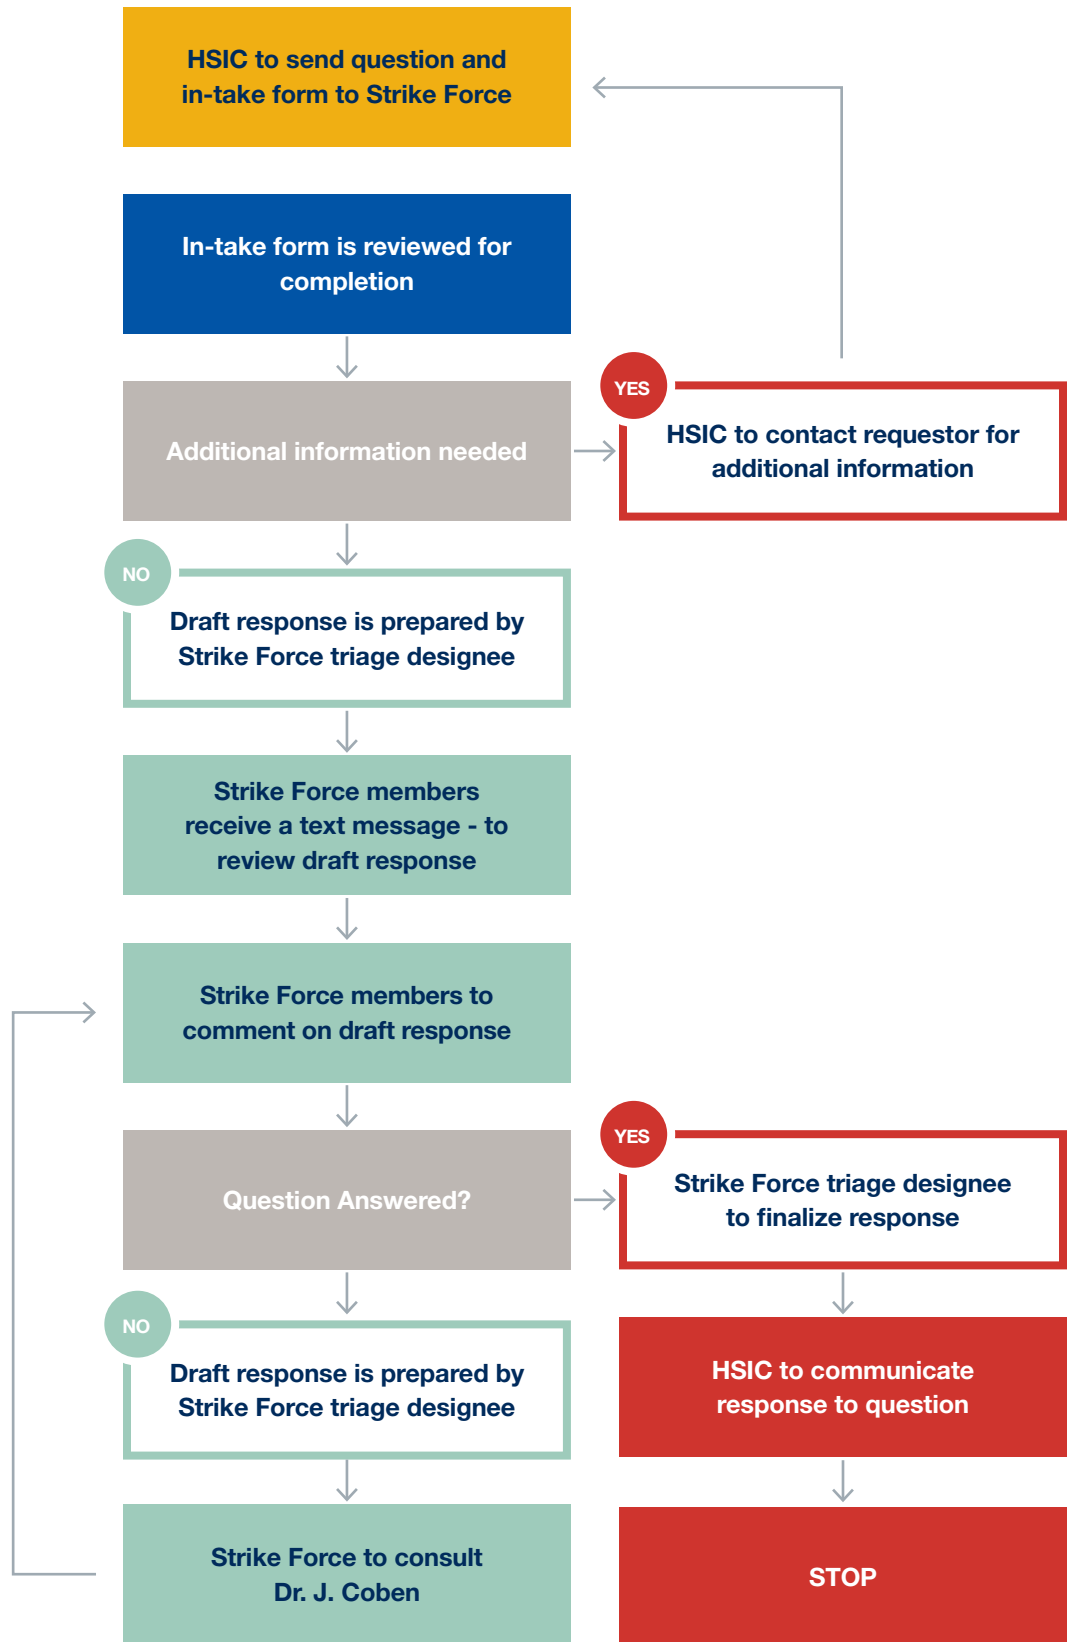 HSIC to send question and
in-take form to Strike Force
In-take form is reviewed for
completion
Additional information needed
YES
HSIC to contact requestor for
additional information
NO
Draft response is prepared by
Strike Force triage designee
Strike Force members
receive a text message - to
review draft response
Strike Force members to
comment on draft response
Question Answered?
YES
Strike Force triage designee
to finalize response
NO
Draft response is prepared by
Strike Force triage designee
HSIC to communicate
response to question
Strike Force to consult
Dr. J. Coben
STOP